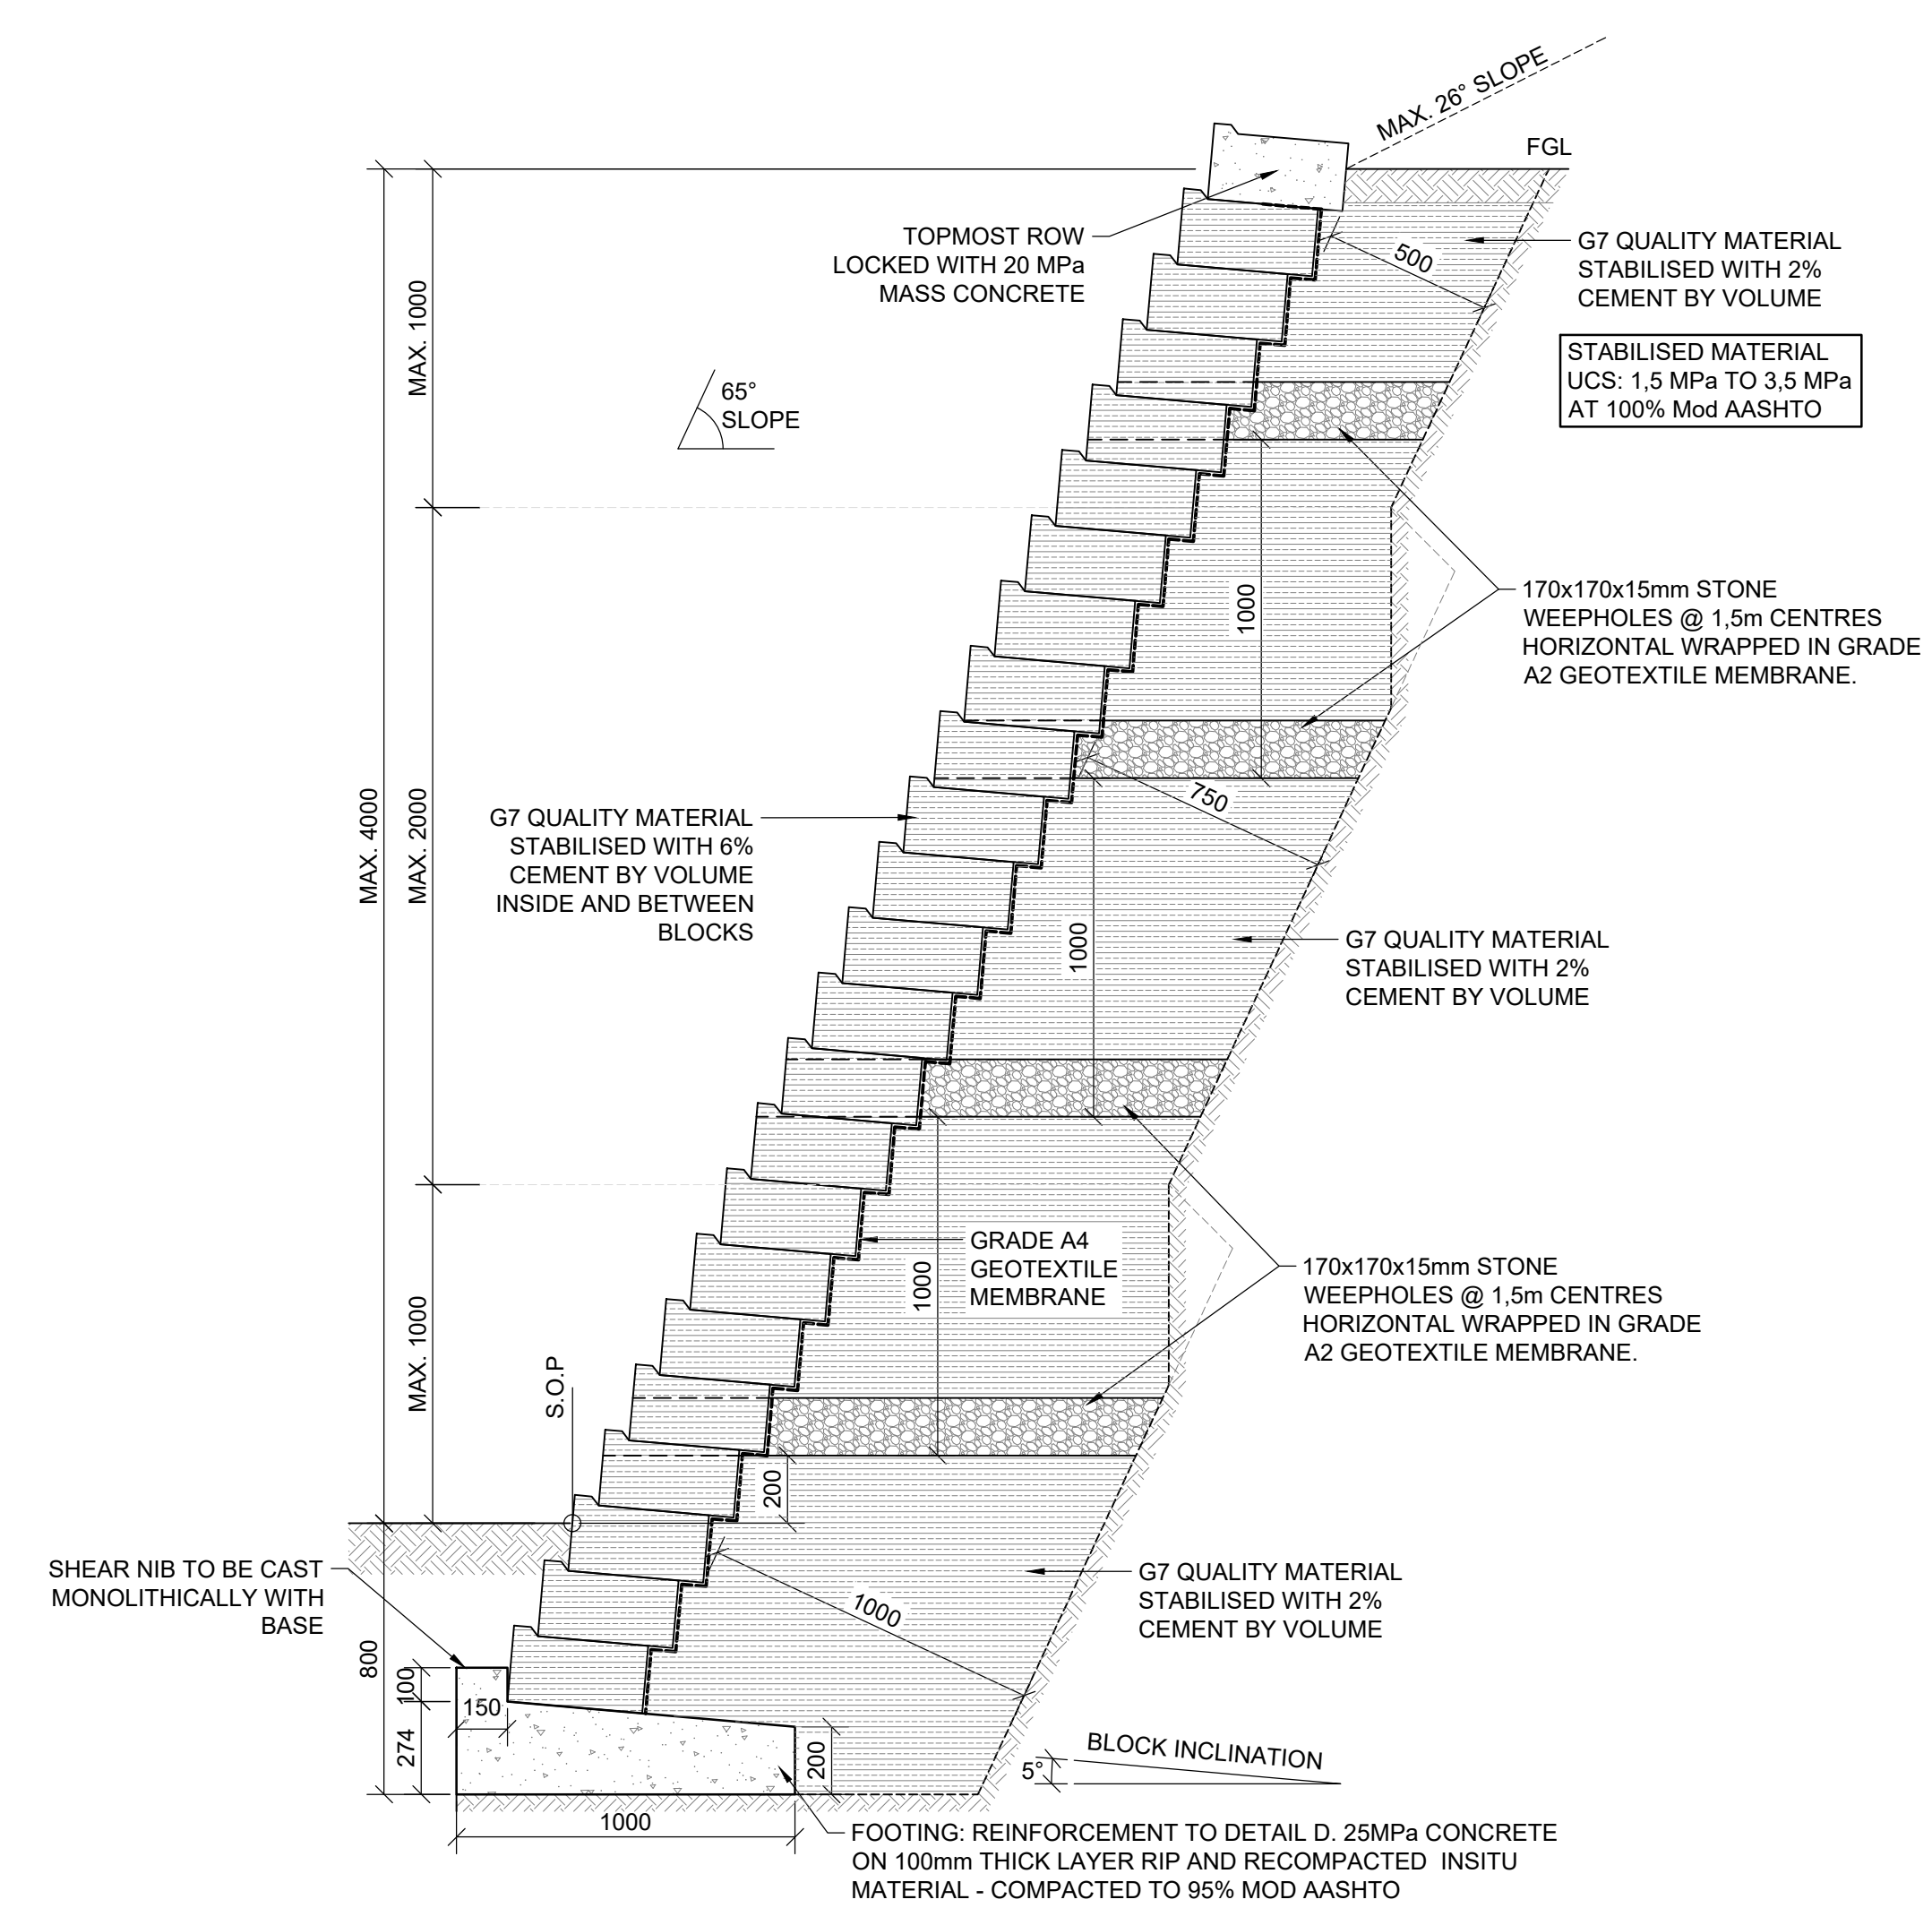 MAX. 26° SLOPE
FGL
TOPMOST ROW
LOCKED WITH 20 MPa
MASS CONCRETE
500
G7 QUALITY MATERIAL
STABILISED WITH 2%
CEMENT BY VOLUME
STABILISED MATERIAL
UCS: 1,5 MPa TO 3,5 MPa
AT 100% Mod AASHTO
MAX. 1000
65°
SLOPE
1000
170x170x15mm STONE
WEEPHOLES @ 1,5m CENTRES
HORIZONTAL WRAPPED IN GRADE
A2 GEOTEXTILE MEMBRANE.
MAX. 4000
MAX. 2000
G7 QUALITY MATERIAL
STABILISED WITH 6%
CEMENT BY VOLUME
INSIDE AND BETWEEN
BLOCKS
750
1000
G7 QUALITY MATERIAL
STABILISED WITH 2%
CEMENT BY VOLUME
GRADE A4
GEOTEXTILE
MEMBRANE
1000
170x170x15mm STONE
WEEPHOLES @ 1,5m CENTRES
HORIZONTAL WRAPPED IN GRADE
A2 GEOTEXTILE MEMBRANE.
MAX. 1000
S.O.P
200
SHEAR NIB TO BE CAST
MONOLITHICALLY WITH
BASE
1000
G7 QUALITY MATERIAL
STABILISED WITH 2%
CEMENT BY VOLUME
800
100
150
274
200
BLOCK INCLINATION
5°
1000
FOOTING: REINFORCEMENT TO DETAIL D. 25MPa CONCRETE
ON 100mm THICK LAYER RIP AND RECOMPACTED INSITU
MATERIAL - COMPACTED TO 95% MOD AASHTO